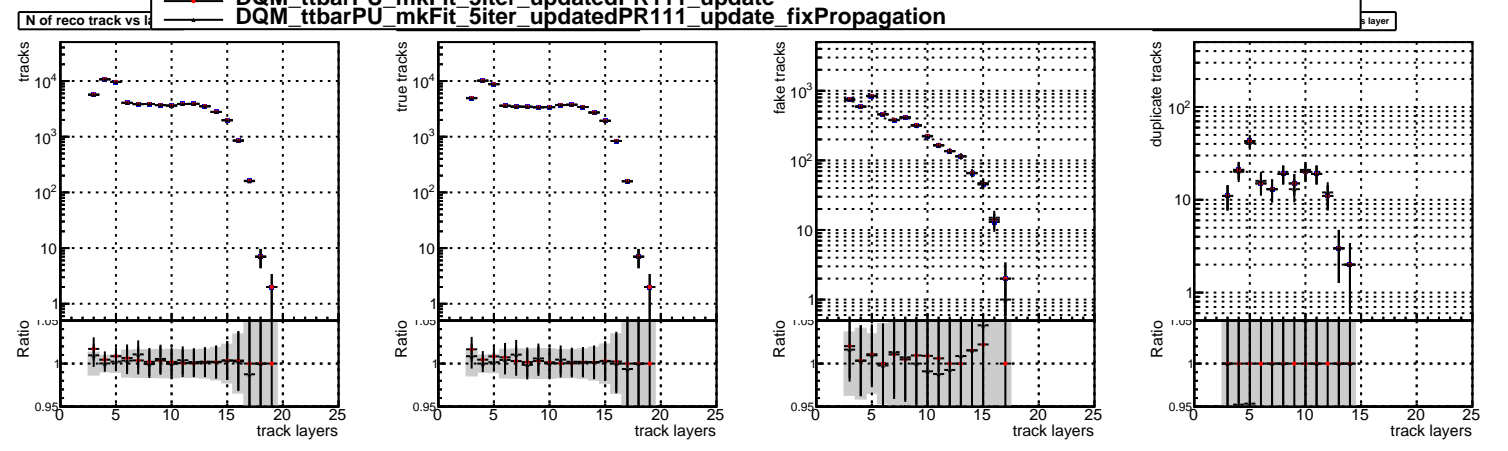 DQM_ttbarPU_mkFit_5iter_updatedPR111_update
DQM_ttbarPU_mkFit_5iter_updatedPR111_update_fixPropagation
N of reco track vs
s layer
tracks
10⁴
10³
10²
10
1
Ratio
1.05
1
0.95
0 5 10 15 20 25
track layers
true tracks
10⁴
10³
10²
10
1
Ratio
1.05
1
0.95
0 5 10 15 20 25
track layers
fake tracks
10³
10²
10
1
Ratio
1.05
1
0.95
0 5 10 15 20 25
track layers
duplicate tracks
10²
10
1
Ratio
1.05
1
0.95
0 5 10 15 20 25
track layers